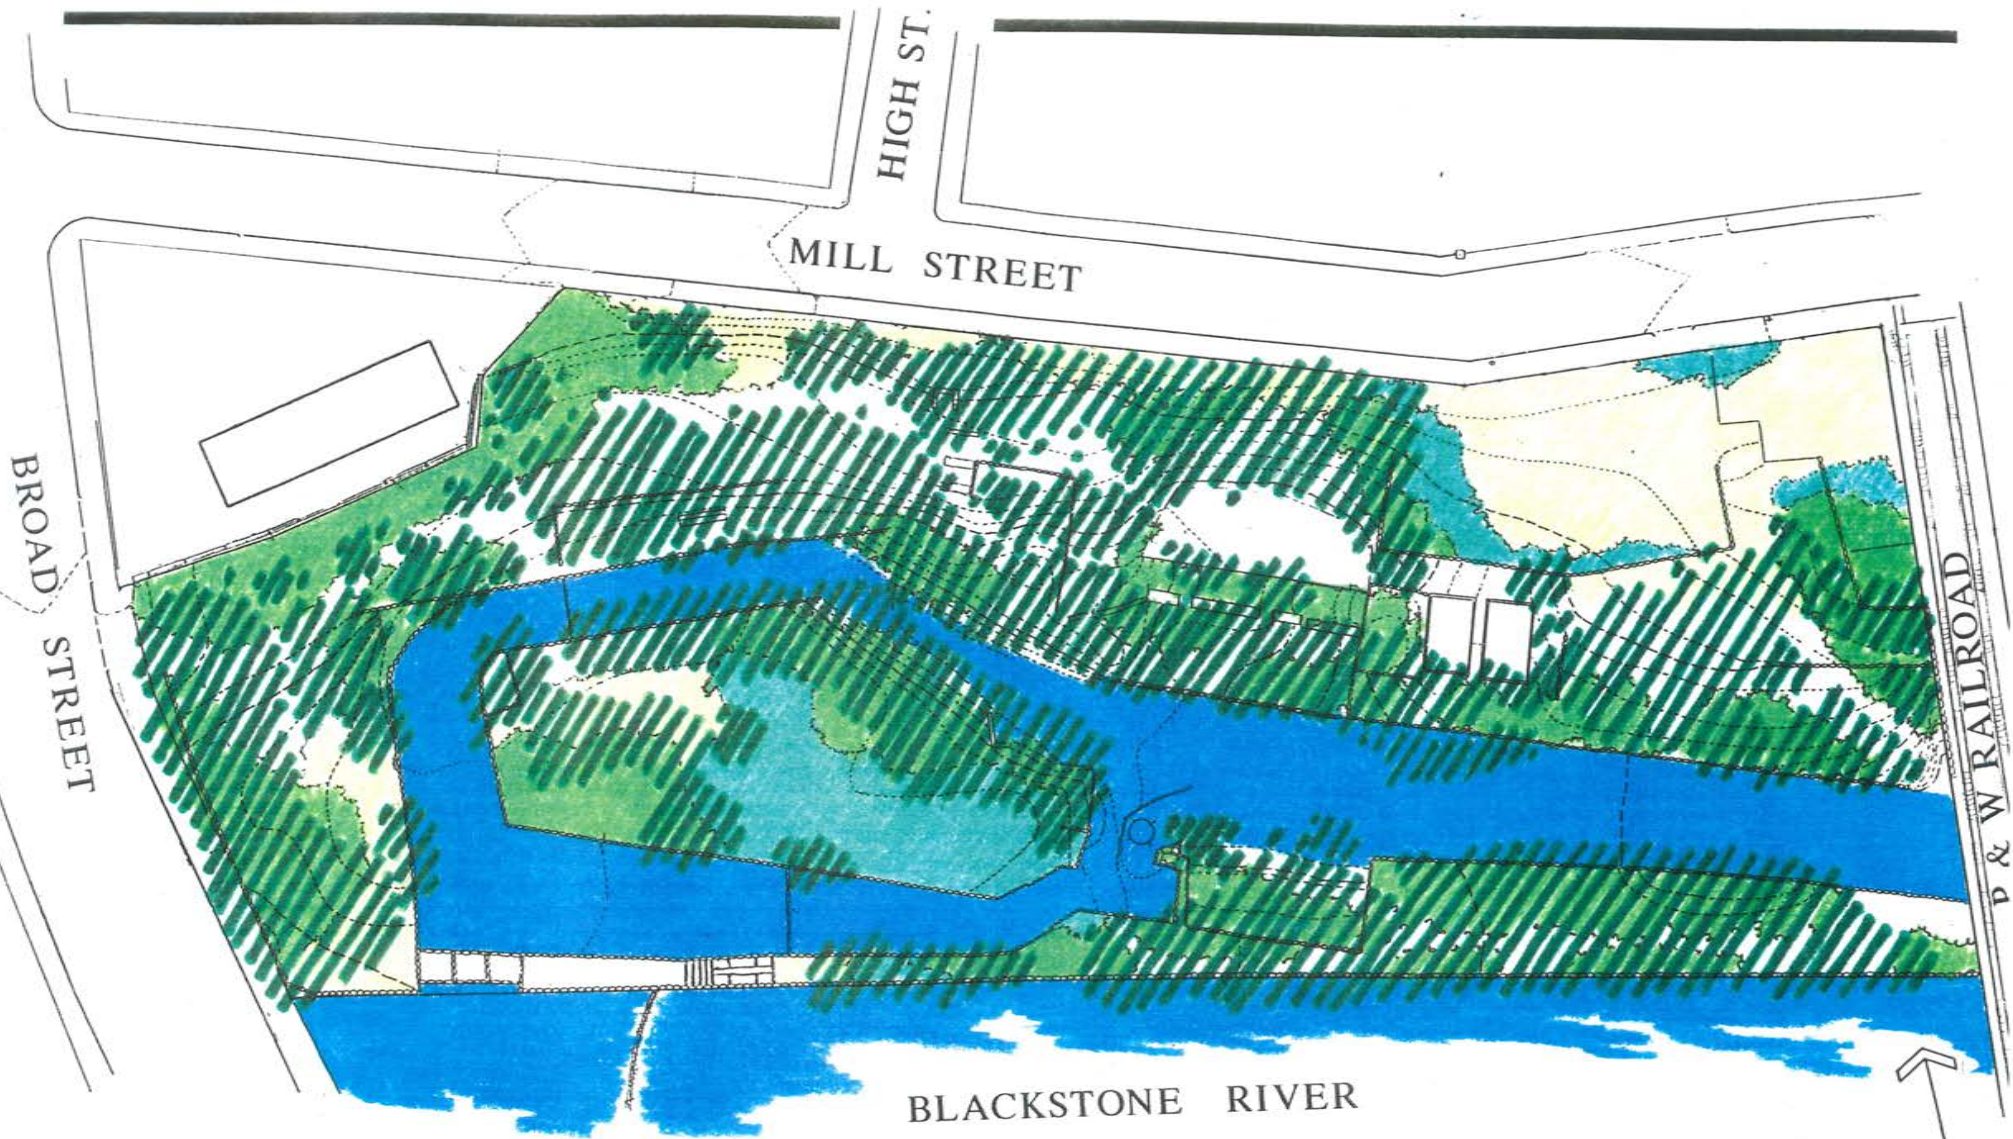 HIGH ST.
MILL STREET
BROAD STREET
P & W RAILROAD
BLACKSTONE RIVER